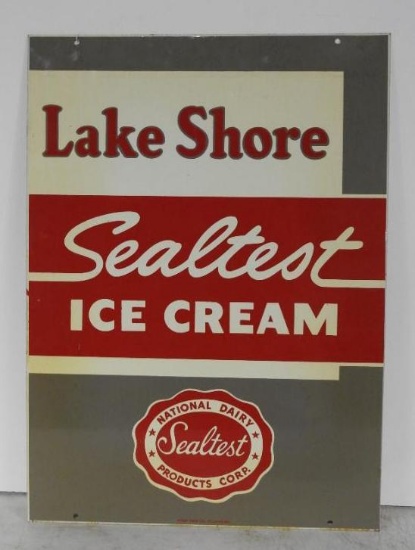 Lake Shore
Sealtest
ICE CREAM
NATIONAL DAIRY
Sealtest
PRODUCTS CORP.